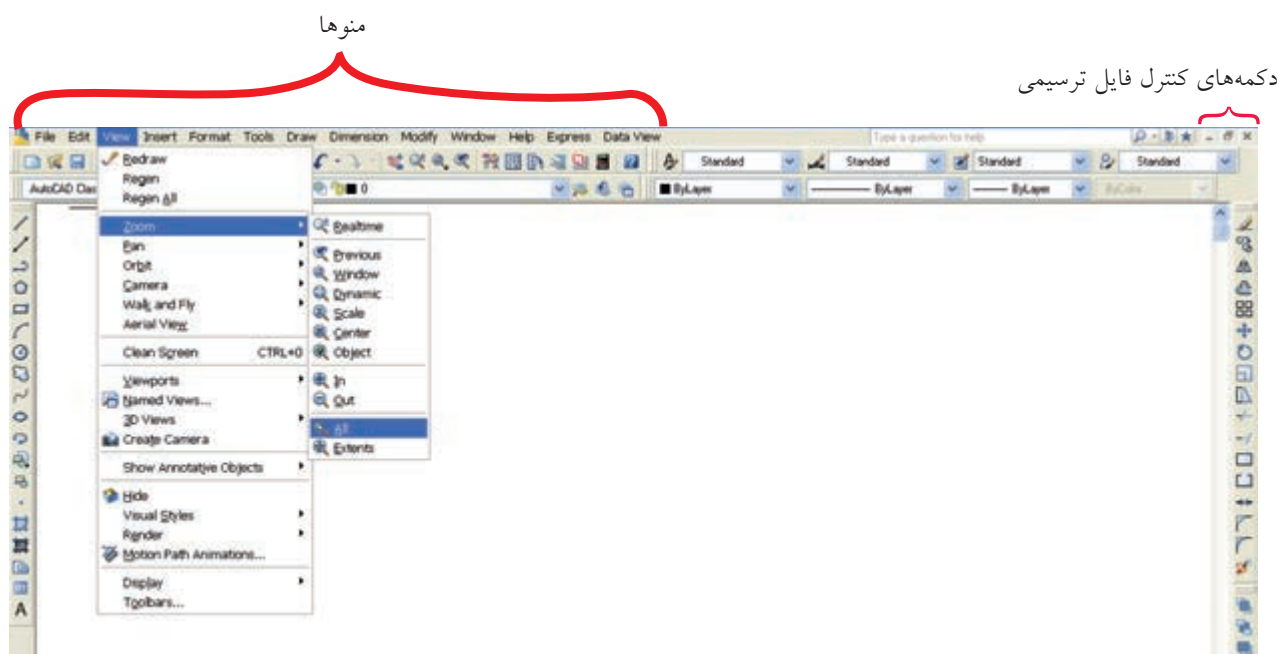 منوها
دکمه‌های کنترل فایل ترسیمی
File Edit View Insert Format Tools Draw Dimension Modify Window Help Express Data View Type a question for help
Standard Standard Standard Standard
AutoCAD Clas 0 ByLayer ByLayer ByLayer ByColor
Redraw
Regen
Regen All
Zoom
Pan
Orbit
Camera
Walk and Fly
Aerial View
Clean Screen CTRL+0
Viewports
Named Views...
3D Views
Create Camera
Show Annotative Objects
Hide
Visual Styles
Render
Motion Path Animations...
Display
Toolbars...
Realtime
Previous
Window
Dynamic
Scale
Center
Object
In
Out
All
Extents
A